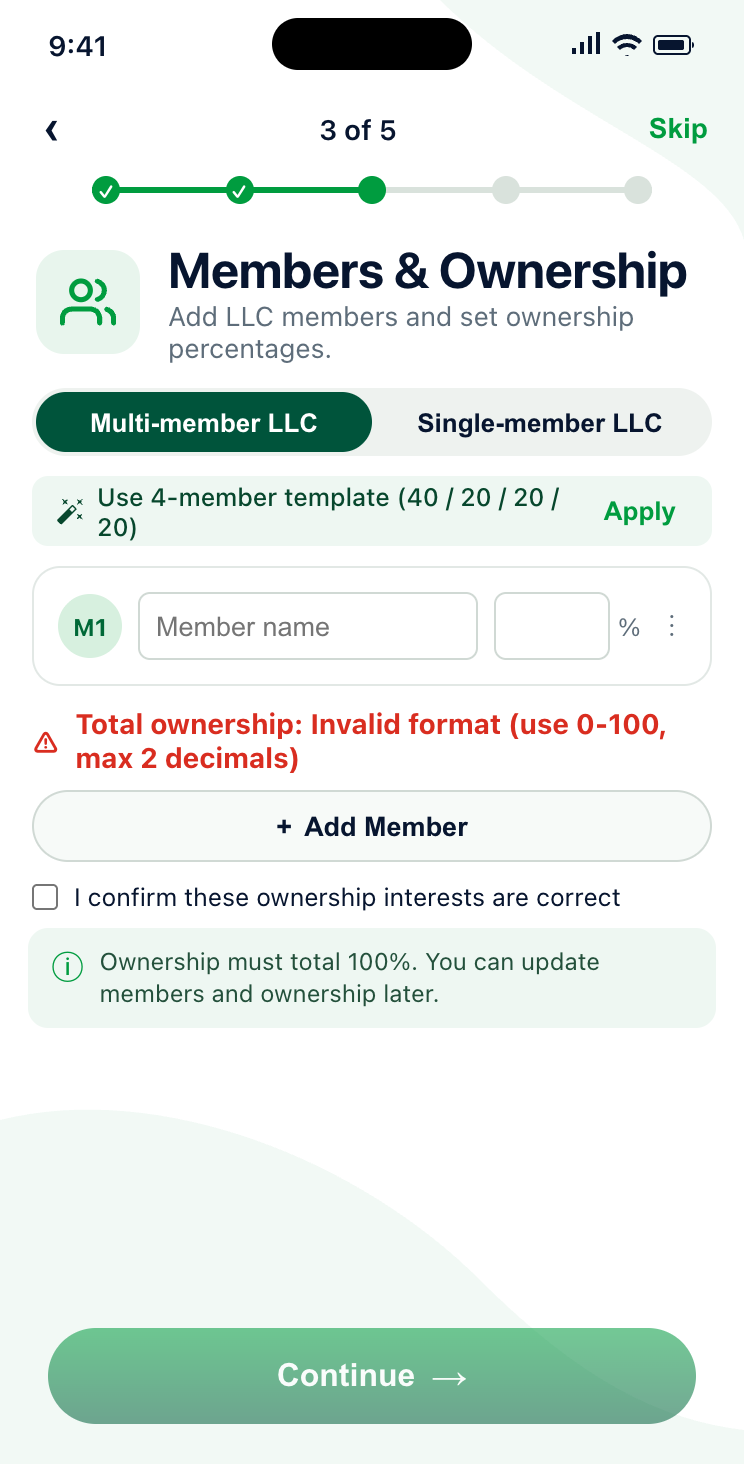 9:41
‹
3 of 5
Skip
Members & Ownership
Add LLC members and set ownership
percentages.
Multi-member LLC
Single-member LLC
Use 4-member template (40 / 20 / 20 /
20)
Apply
M1
Member name
%
⋮
Total ownership: Invalid format (use 0-100,
max 2 decimals)
+ Add Member
I confirm these ownership interests are correct
Ownership must total 100%. You can update
members and ownership later.
Continue →